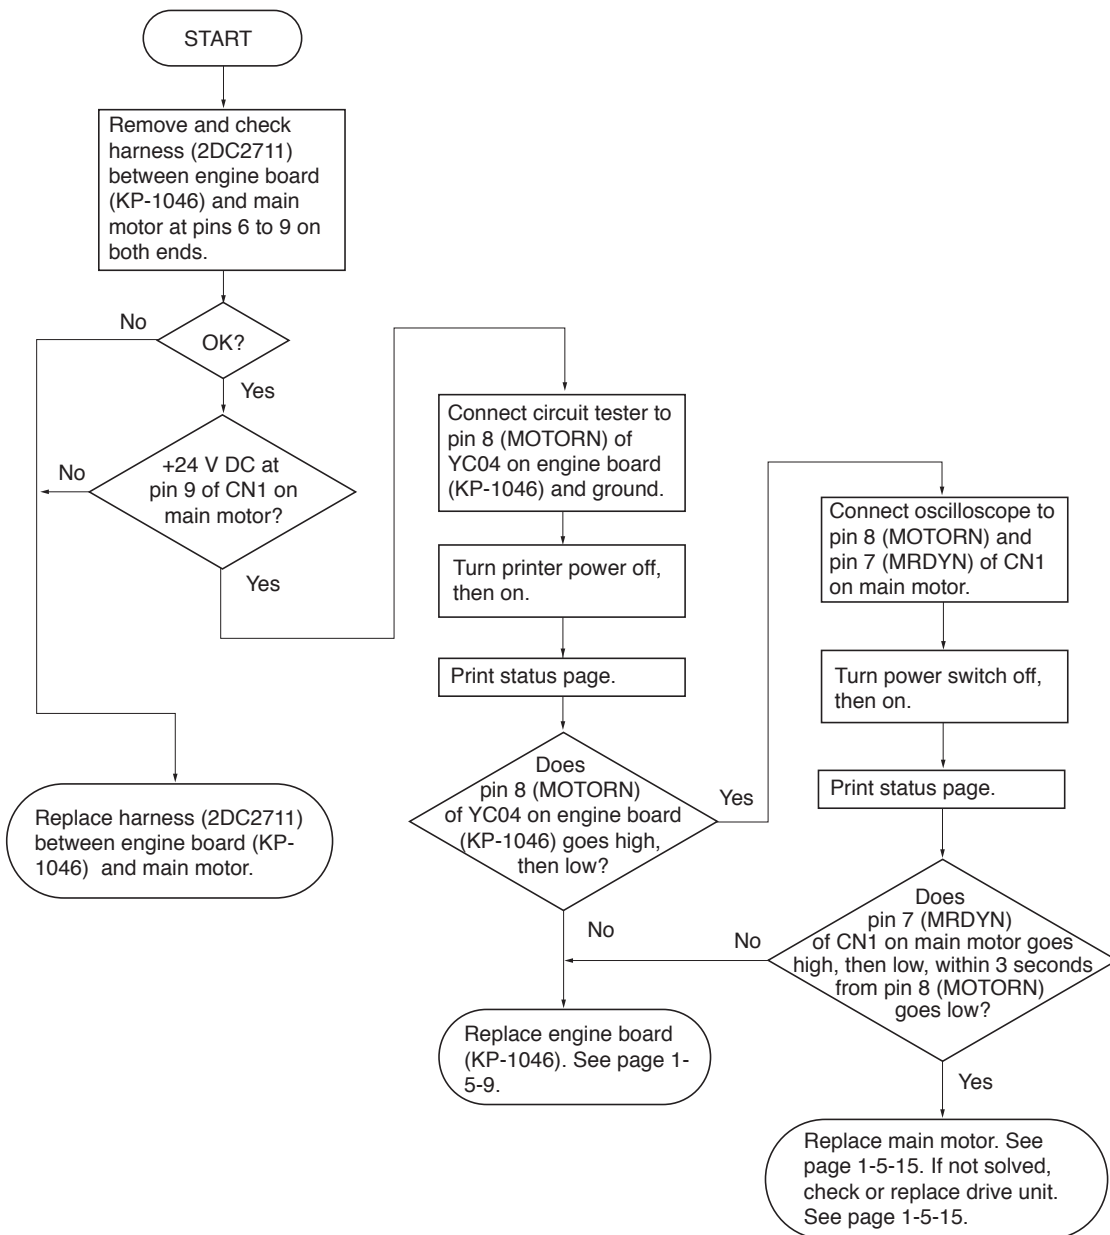 START
Remove and check
harness (2DC2711)
between engine board
(KP-1046) and main
motor at pins 6 to 9 on
both ends.
No
OK?
Yes
No
+24 V DC at
pin 9 of CN1 on
main motor?
Yes
Replace harness (2DC2711)
between engine board (KP-
1046)  and main motor.
Connect circuit tester to
pin 8 (MOTORN) of
YC04 on engine board
(KP-1046) and ground.
Turn printer power off,
then on.
Print status page.
Does
pin 8 (MOTORN)
of YC04 on engine board
(KP-1046) goes high,
then low?
Yes
No
Replace engine board
(KP-1046). See page 1-
5-9.
Connect oscilloscope to
pin 8 (MOTORN) and
pin 7 (MRDYN) of CN1
on main motor.
Turn power switch off,
then on.
Print status page.
Does
pin 7 (MRDYN)
of CN1 on main motor goes
high, then low, within 3 seconds
from pin 8 (MOTORN)
goes low?
No
Yes
Replace main motor. See
page 1-5-15. If not solved,
check or replace drive unit.
See page 1-5-15.